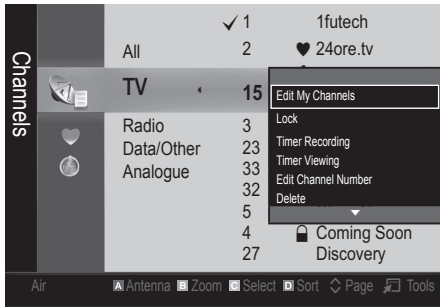 Channels
✓ 1 1futech
All 2 ♥ 24ore.tv
TV 15
Edit My Channels
Lock
Radio 3 Timer Recording
Data/Other 23 Timer Viewing
Analogue 33 Edit Channel Number
32 Delete
5
4 Coming Soon
27 Discovery
Air A Antenna B Zoom C Select D Sort Page Tools